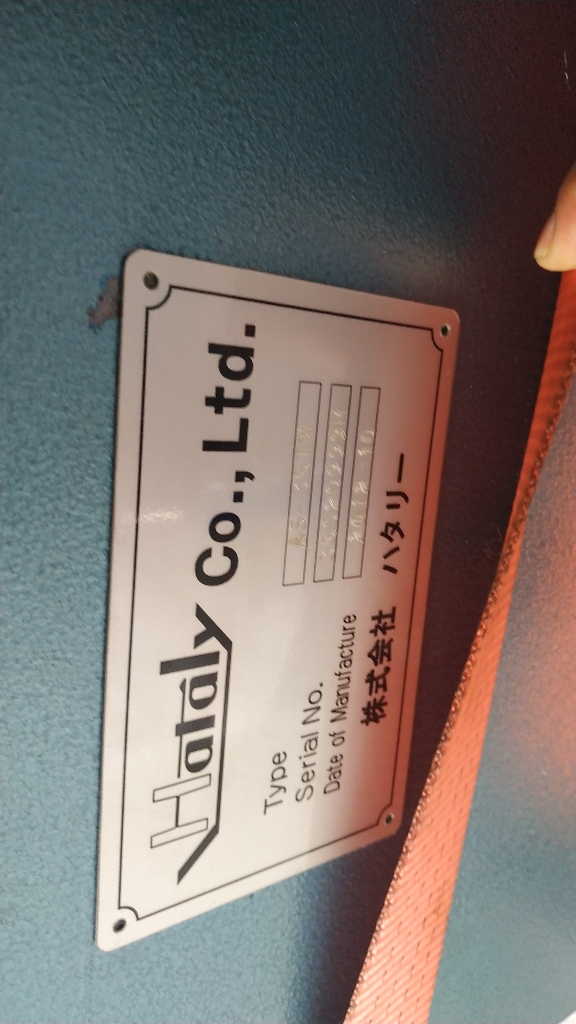 Hataly Co., Ltd.
Type
Serial No.
Date of Manufacture
株式会社 ハタリー